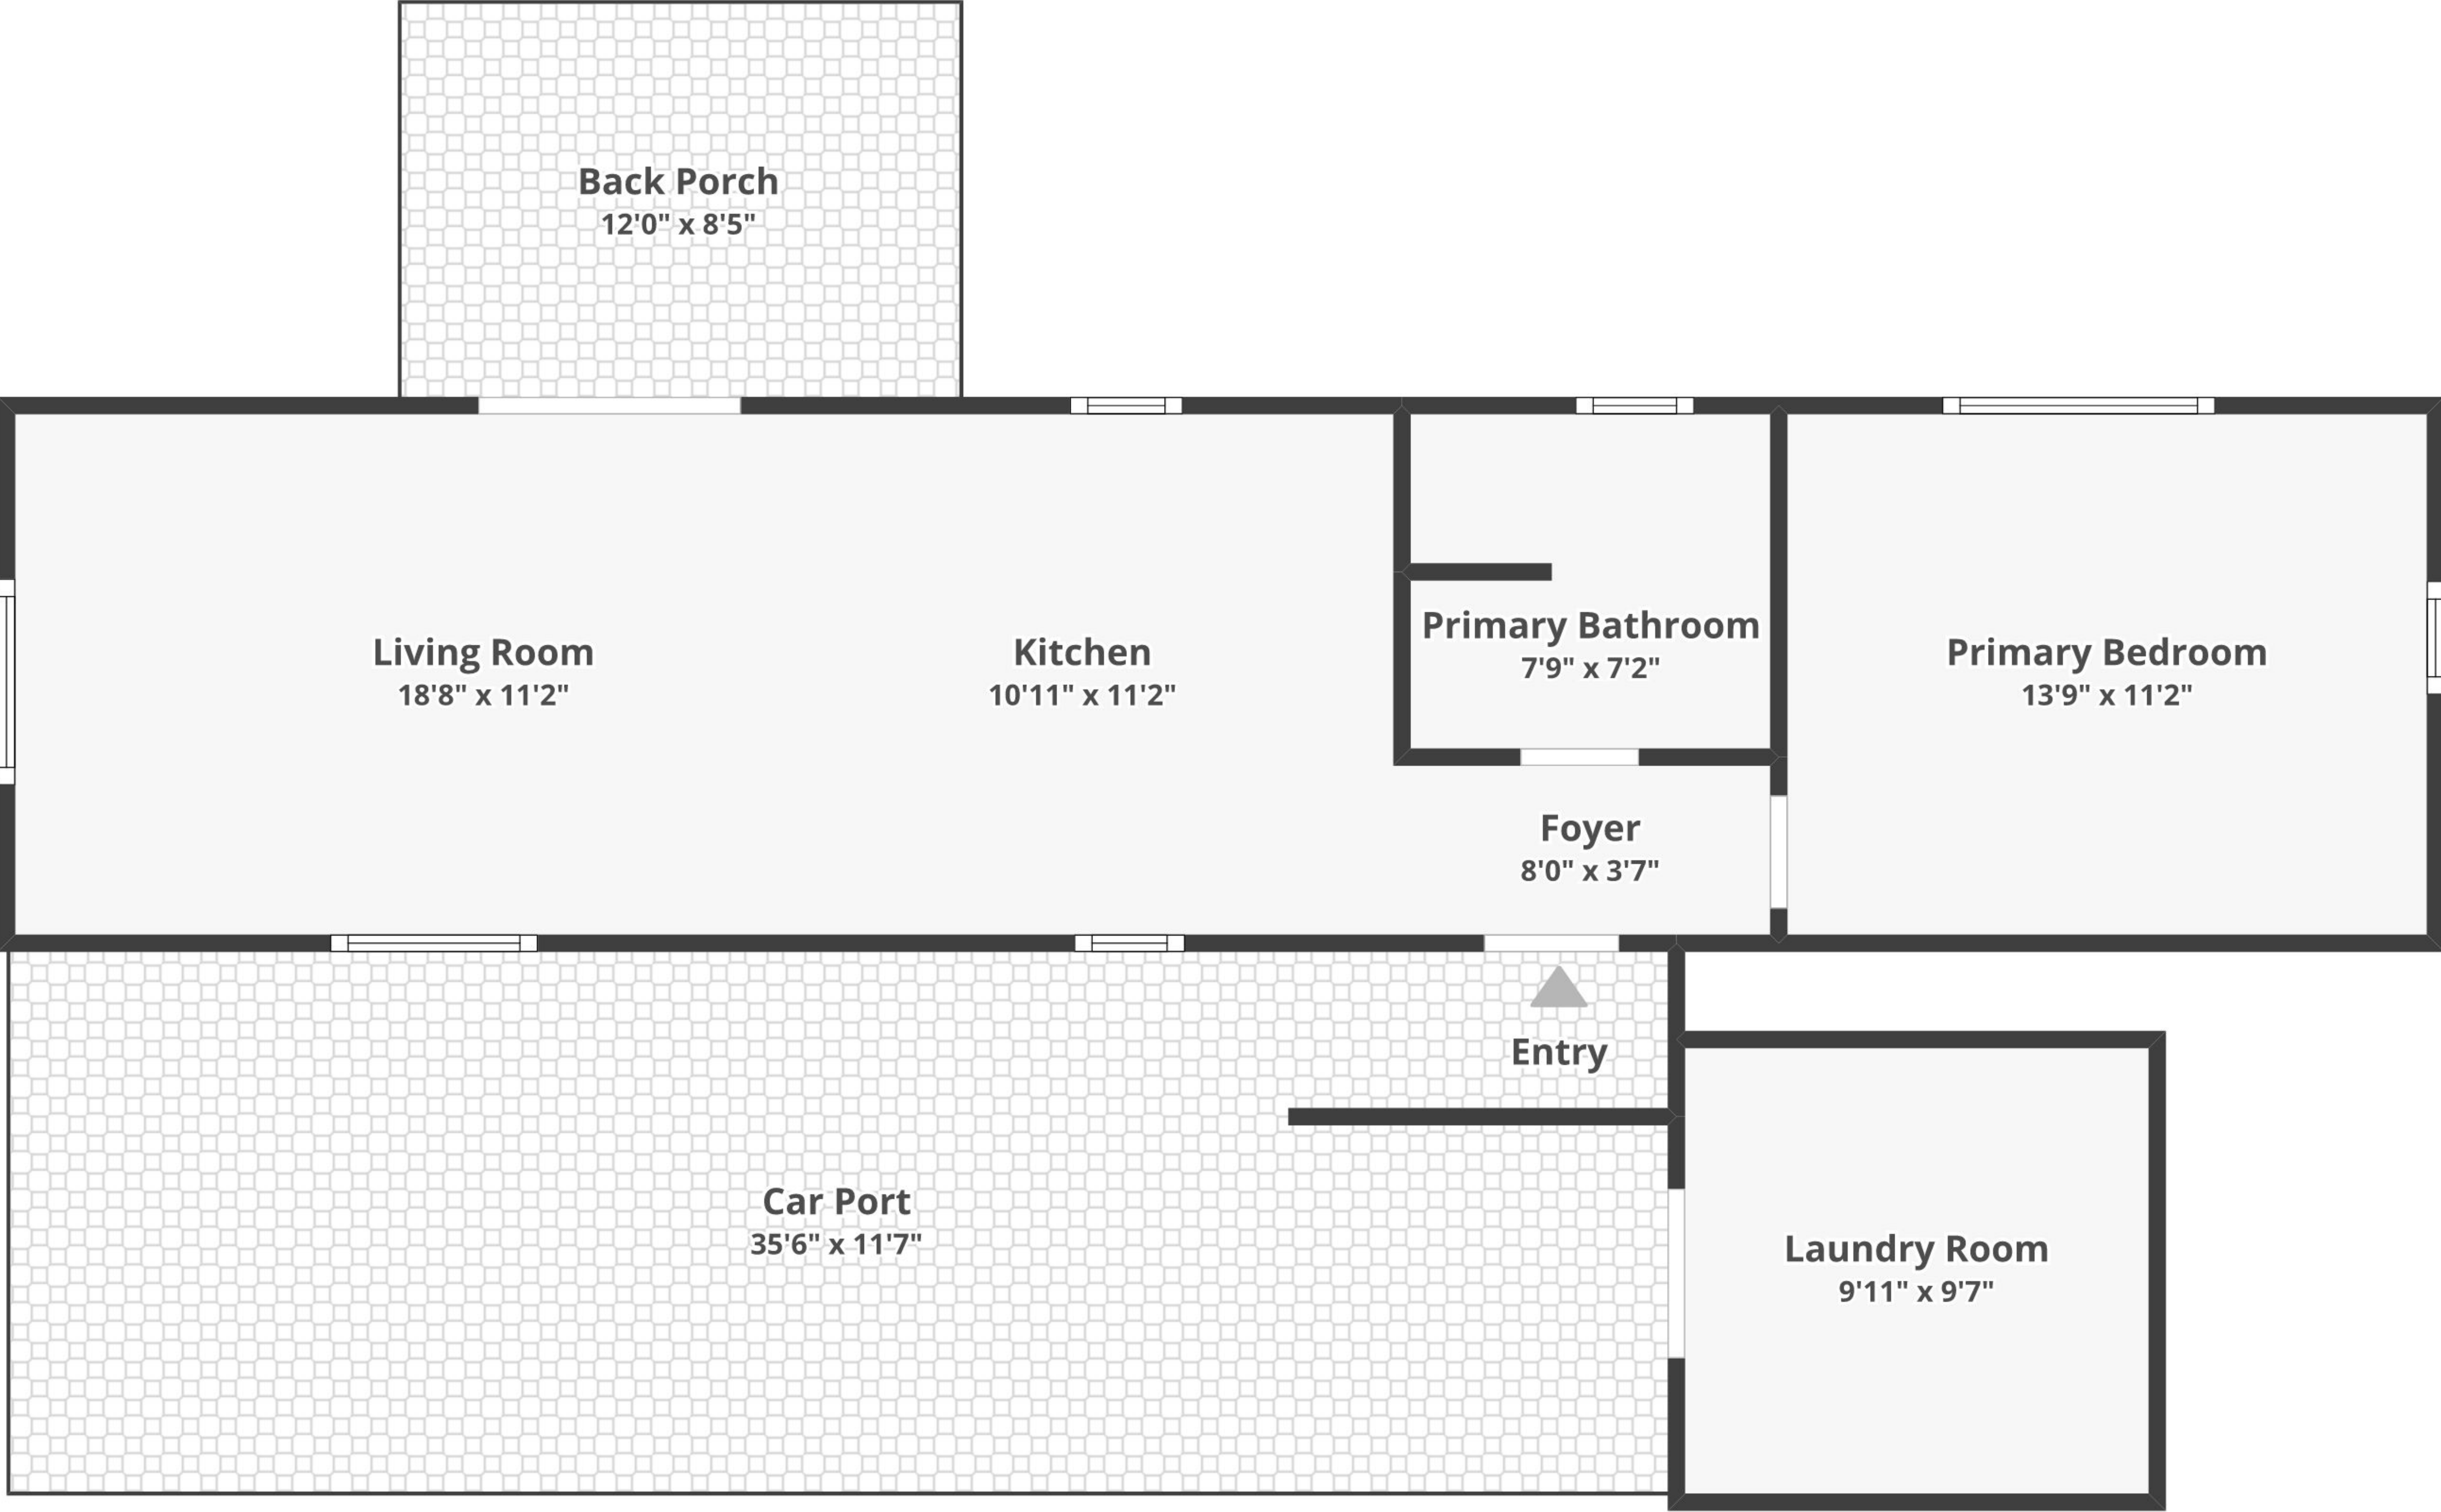 Back Porch
12'0" x 8'5"
Living Room
18'8" x 11'2"
Kitchen
10'11" x 11'2"
Primary Bathroom
7'9" x 7'2"
Primary Bedroom
13'9" x 11'2"
Foyer
8'0" x 3'7"
Entry
Car Port
35'6" x 11'7"
Laundry Room
9'11" x 9'7"